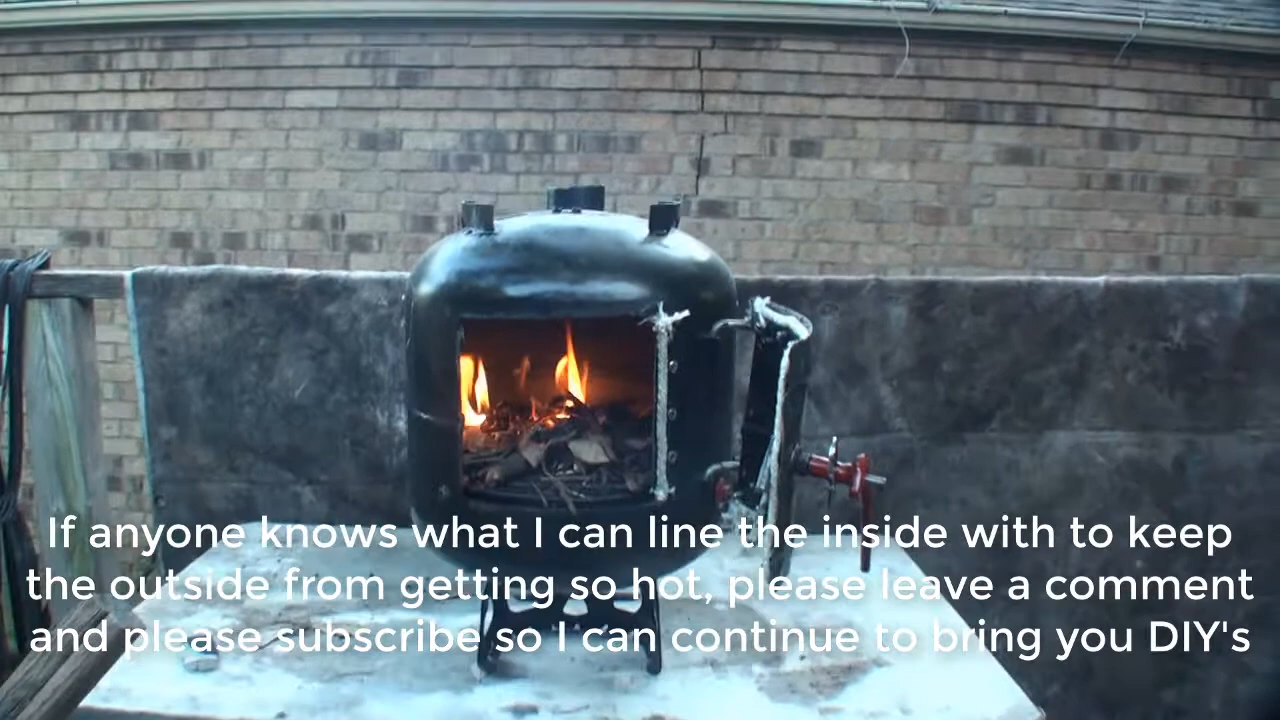 If anyone knows what I can line the inside with to keep
the outside from getting so hot, please leave a comment
and please subscribe so I can continue to bring you DIY's